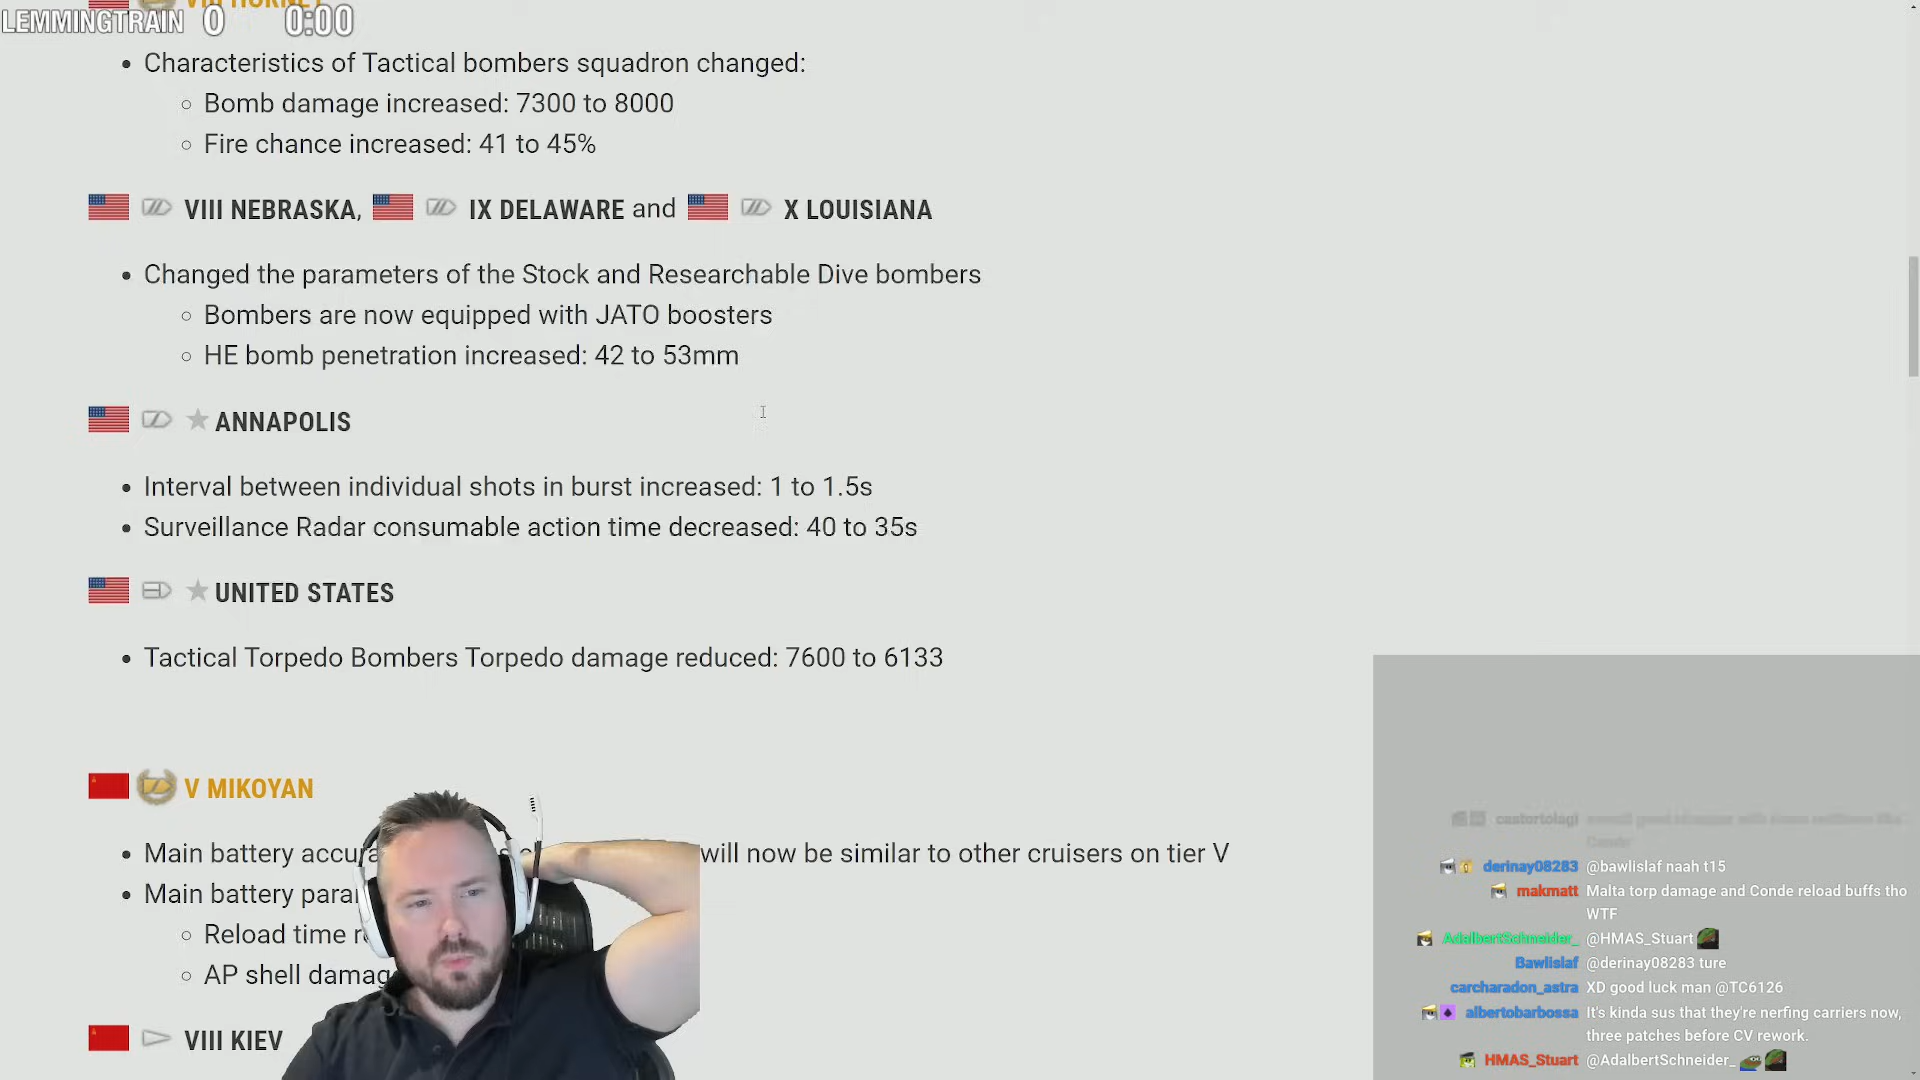 VIII HORNET
LEMMINGTRAIN 0 0:00
Characteristics of Tactical bombers squadron changed:
Bomb damage increased: 7300 to 8000
Fire chance increased: 41 to 45%
VIII NEBRASKA, IX DELAWARE and X LOUISIANA
Changed the parameters of the Stock and Researchable Dive bombers
Bombers are now equipped with JATO boosters
HE bomb penetration increased: 42 to 53mm
ANNAPOLIS
Interval between individual shots in burst increased: 1 to 1.5s
Surveillance Radar consumable action time decreased: 40 to 35s
UNITED STATES
Tactical Torpedo Bombers Torpedo damage reduced: 7600 to 6133
V MIKOYAN
Main battery accura will now be similar to other cruisers on tier V
Main battery para
Reload time r
AP shell damag
VIII KIEV
castortolagi
derinay08283 @bawlislaf naah t15
makmatt Malta torp damage and Conde reload buffs tho
WTF
AdalbertSchneider_ @HMAS_Stuart
Bawlislaf @derinay08283 ture
carcharadon_astra XD good luck man @TC6126
albertobarbossa It's kinda sus that they're nerfing carriers now,
three patches before CV rework.
HMAS_Stuart @AdalbertSchneider_